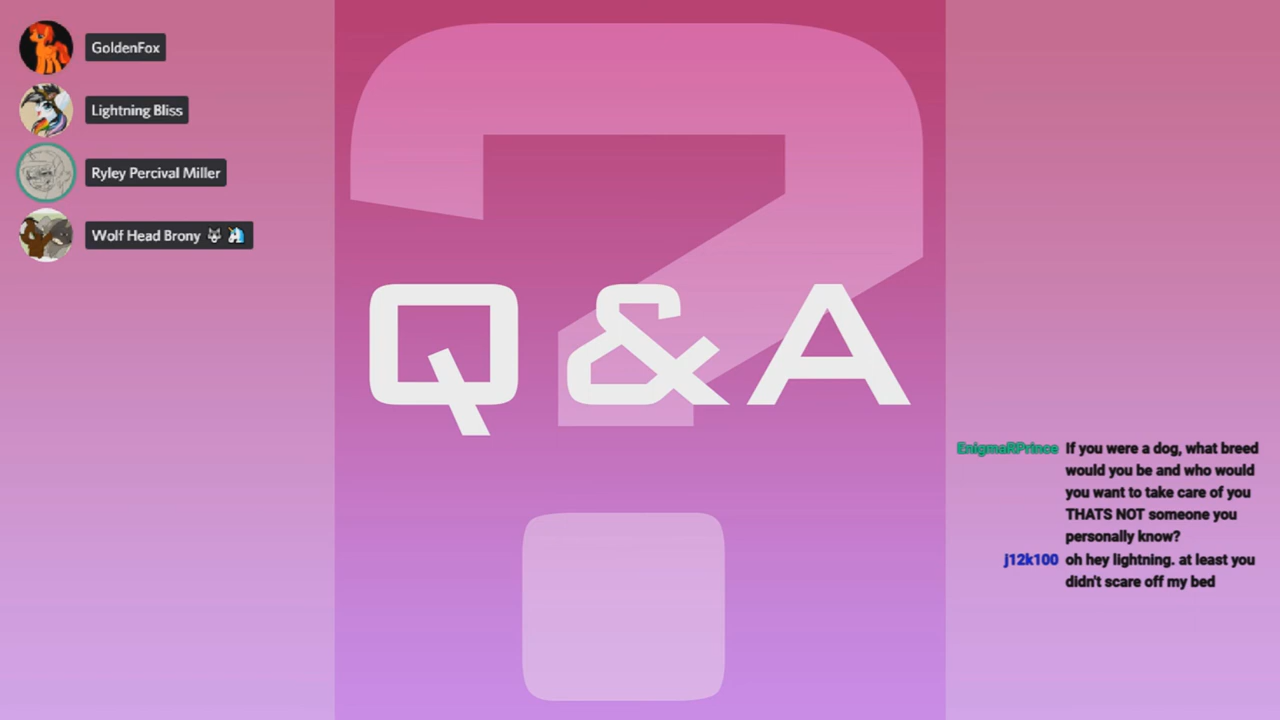 GoldenFox
Lightning Bliss
Ryley Percival Miller
Wolf Head Brony 🐺 🦄
?
Q & A
EnigmaRPrince If you were a dog, what breed
would you be and who would
you want to take care of you
THATS NOT someone you
personally know?
j12k100 oh hey lightning. at least you
didn't scare off my bed